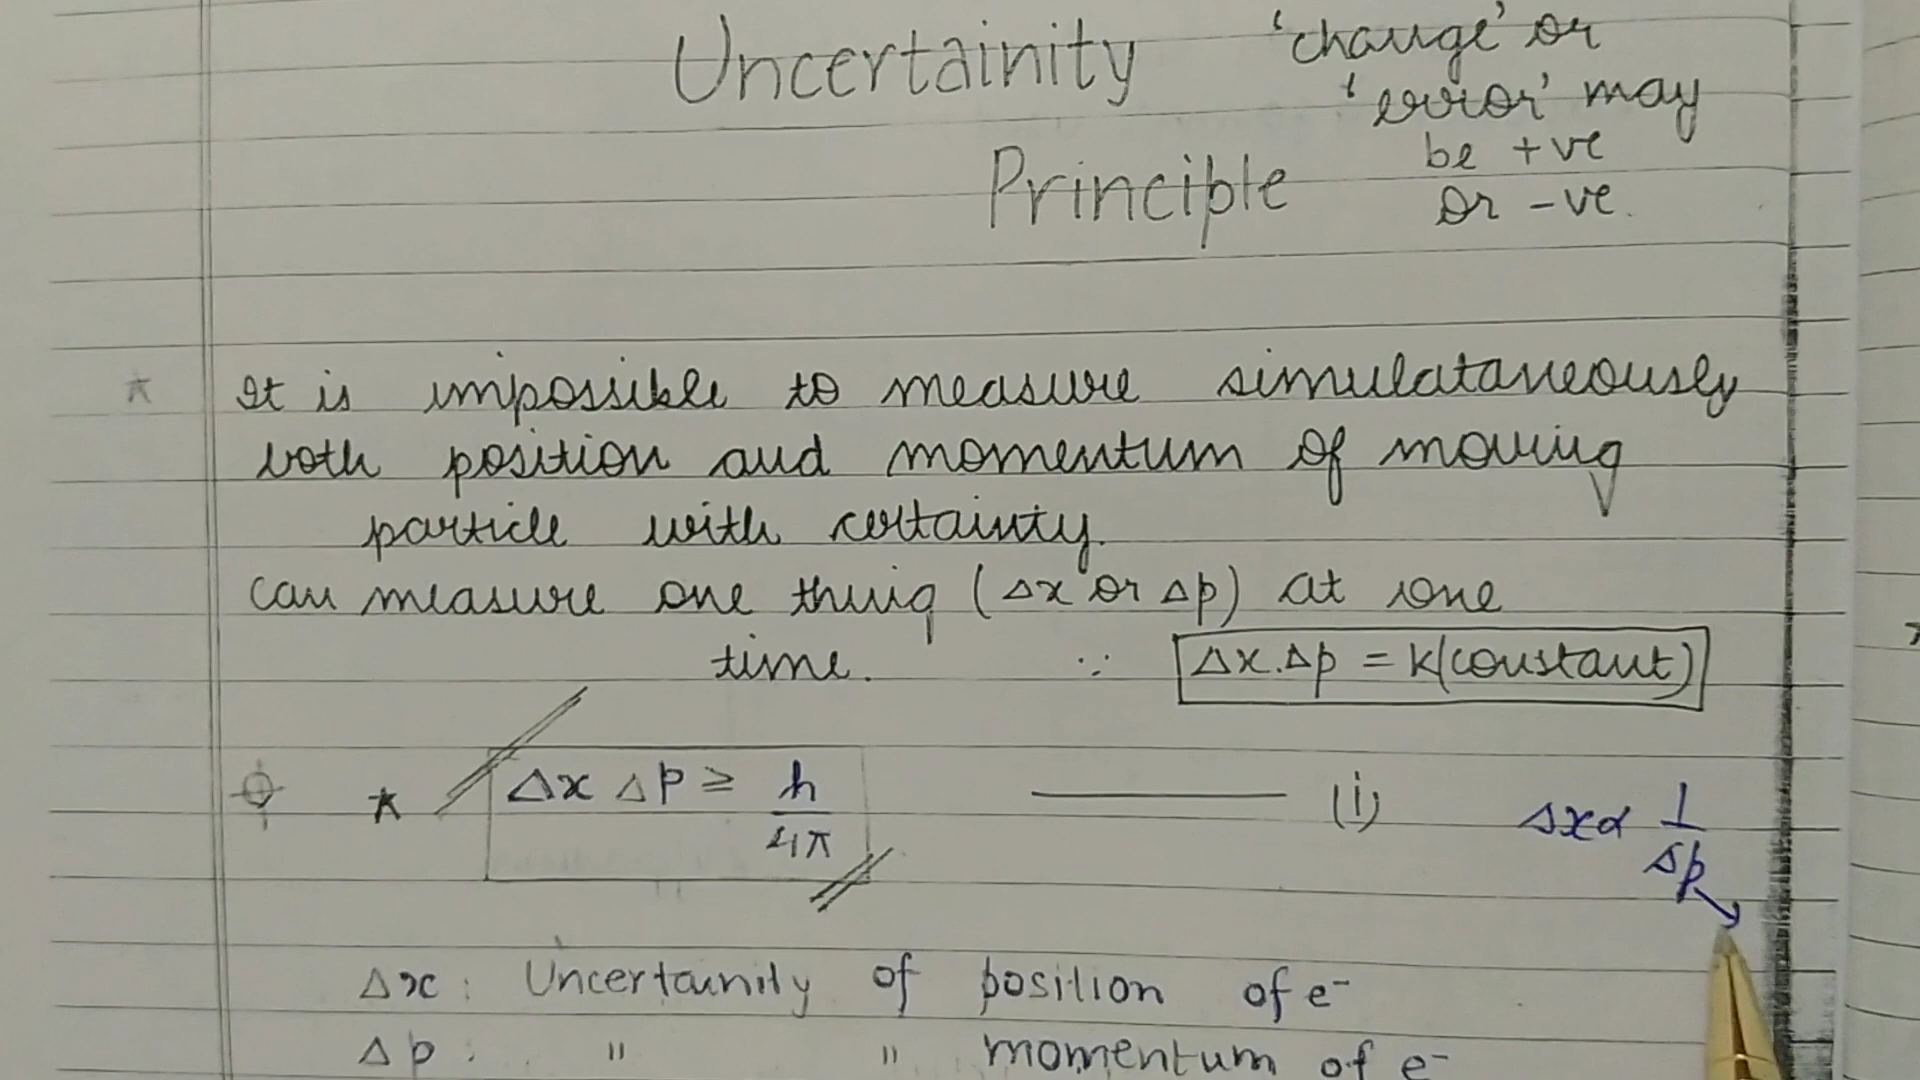 Uncertainity
Principle
'change' or
'error' may
be +ve
or -ve.
* It is impossible to measure simulataneously
both position and momentum of moving
particle with certainty.
can measure one thing (Δx or Δp) at one
time. ∵ Δx.Δp = k(constant)
* Δx Δp ≥ h/4π ——— (i) Δx α 1/Δp
Δx : Uncertainity of position of e⁻
Δp : " " momentum of e⁻